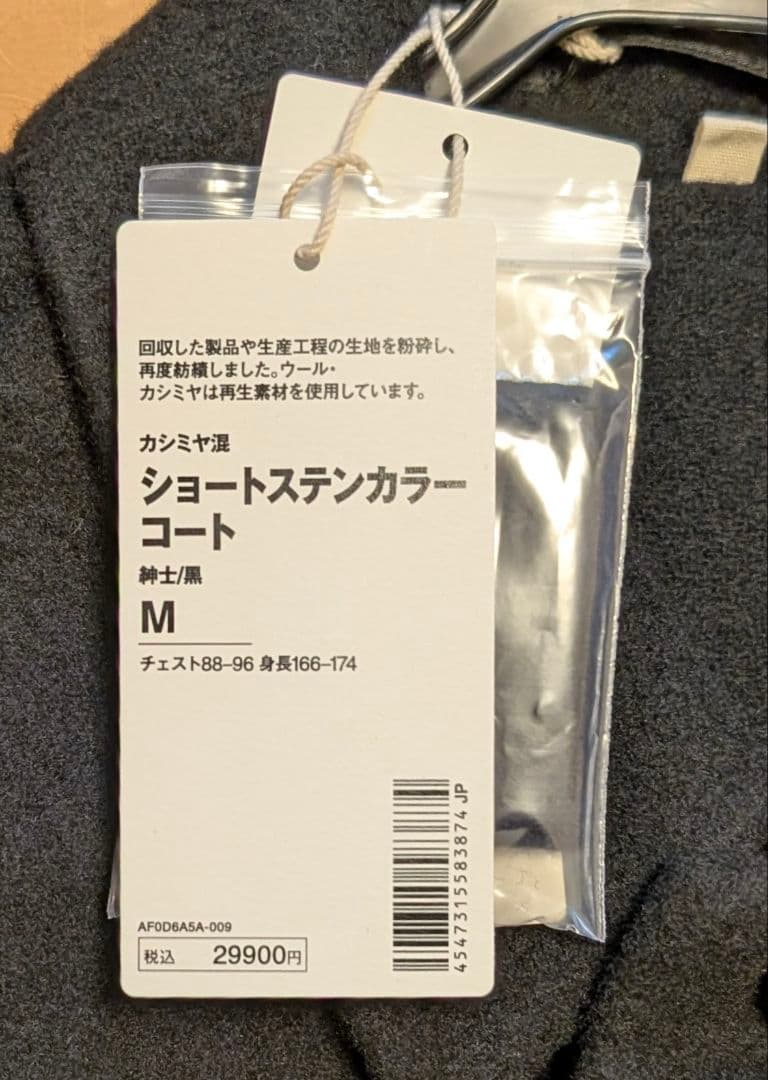 回収した製品や生産工程の生地を粉砕し、
再度紡績しました。ウール・
カシミヤは再生素材を使用しています。
カシミヤ混
ショートステンカラー
コート
紳士/黒
M
チェスト88–96 身長166–174
4547315583874 JP
AF0D6A5A-009
税込 29900円